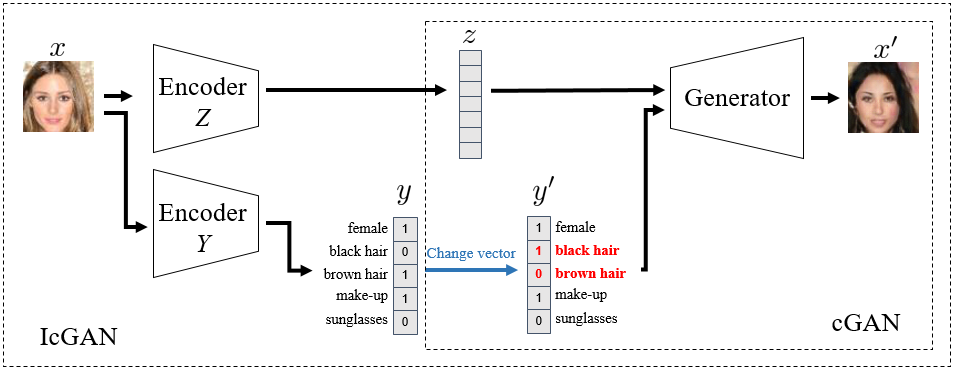 x
Encoder
Z
z
Generator
x′
Encoder
Y
y
female 1
black hair 0
brown hair 1
make-up 1
sunglasses 0
Change vector
y′
1 female
1 black hair
0 brown hair
1 make-up
0 sunglasses
IcGAN
cGAN